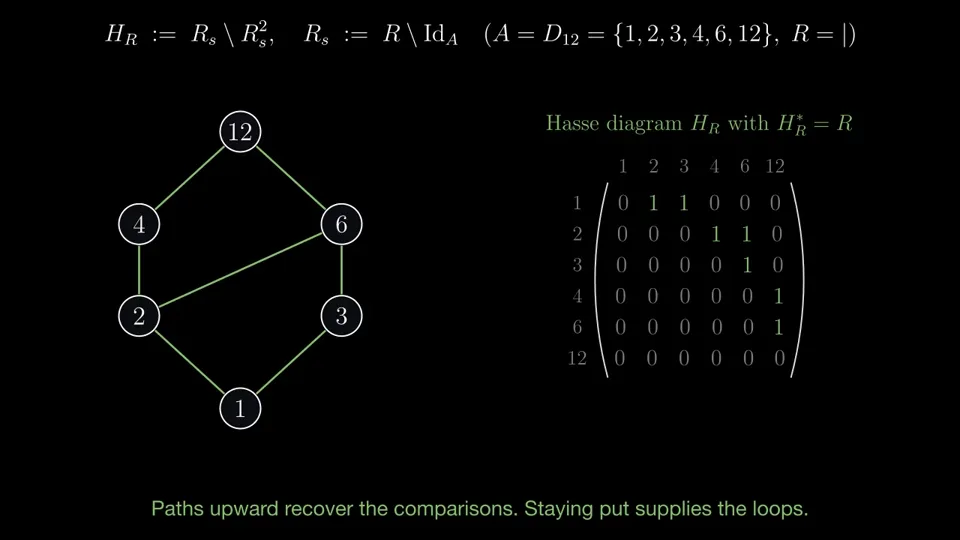 H_R := R_s \ R_s^2, R_s := R \ Id_A (A = D_12 = {1, 2, 3, 4, 6, 12}, R = |)
12
4 6
2 3
1
Hasse diagram H_R with H_R^* = R
1 2 3 4 6 12
1 0 1 1 0 0 0
2 0 0 0 1 1 0
3 0 0 0 0 1 0
4 0 0 0 0 0 1
6 0 0 0 0 0 1
12 0 0 0 0 0 0
Paths upward recover the comparisons. Staying put supplies the loops.